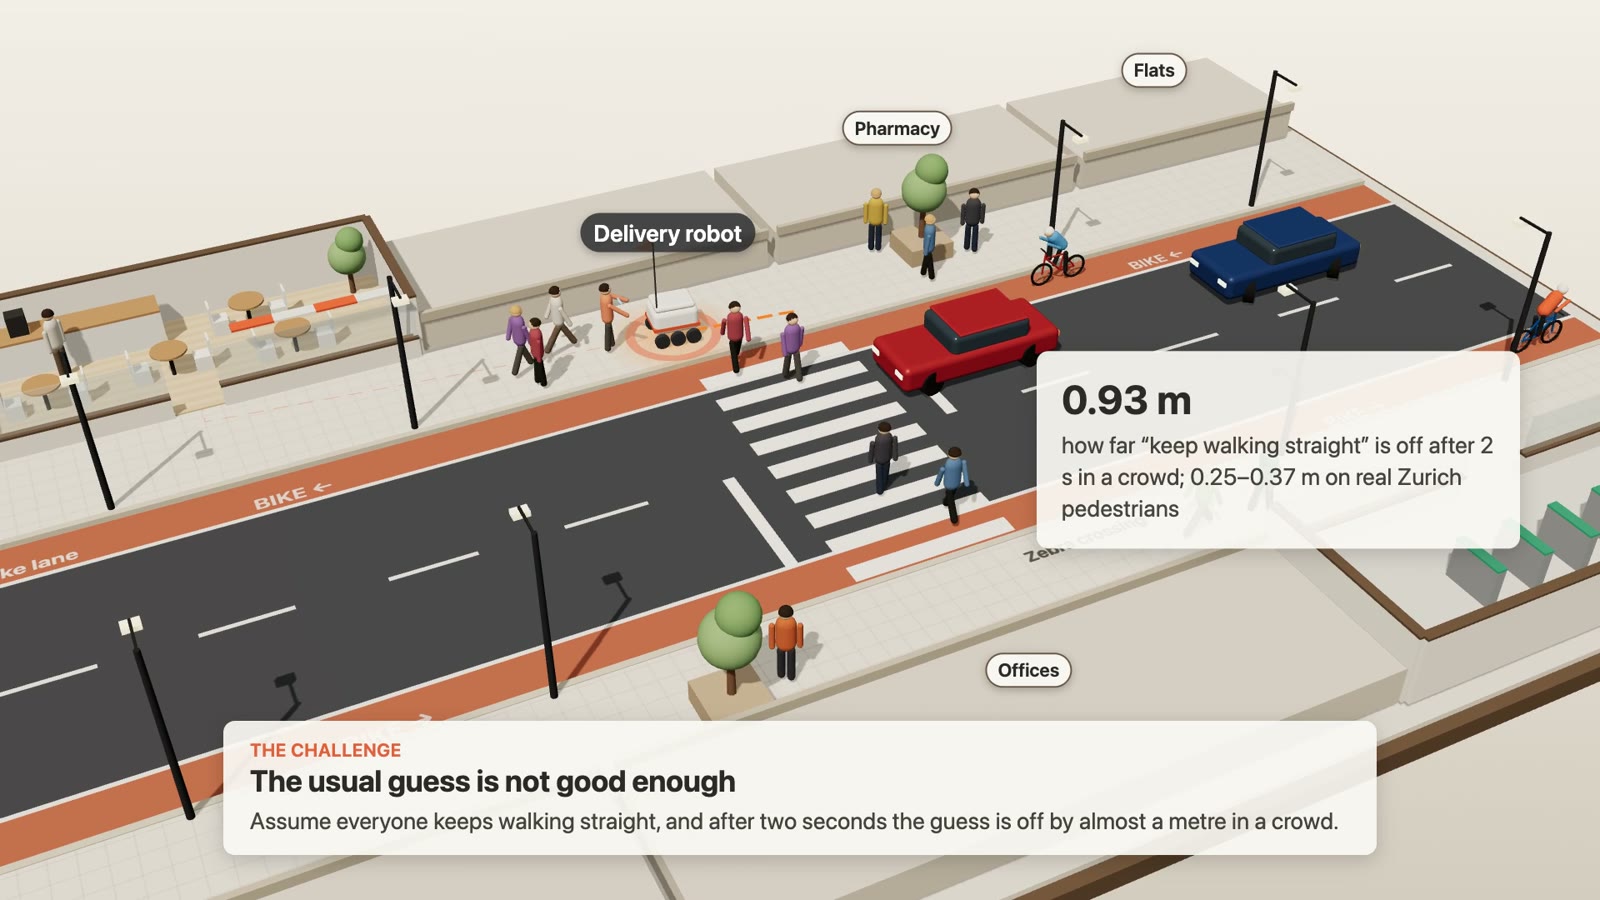 Flats
Pharmacy
Delivery robot
BIKE ←
0.93 m
how far “keep walking straight” is off after 2
s in a crowd; 0.25–0.37 m on real Zurich
pedestrians
BIKE ←
ke lane
Zebra crossing
Offices
THE CHALLENGE
The usual guess is not good enough
Assume everyone keeps walking straight, and after two seconds the guess is off by almost a metre in a crowd.